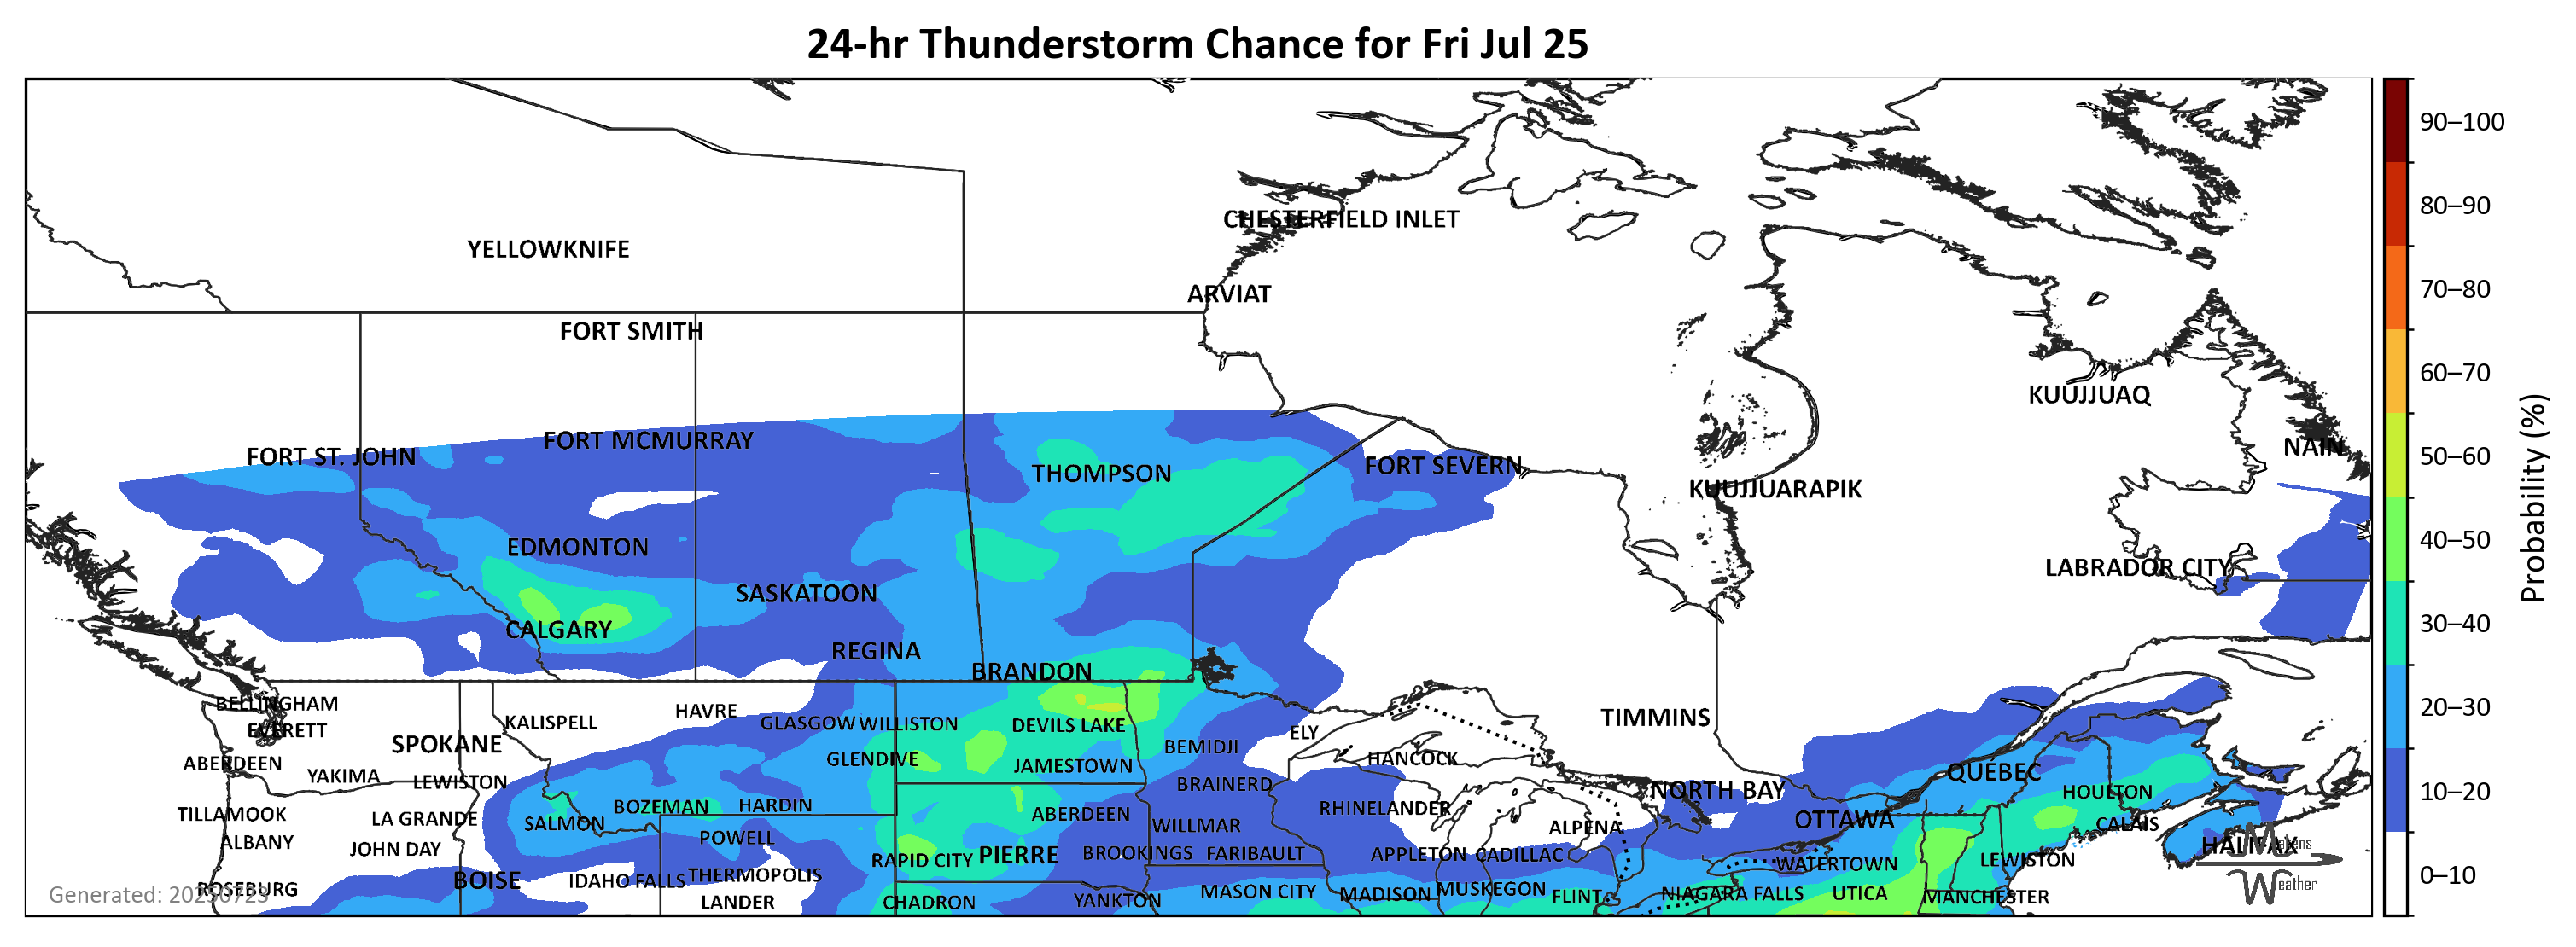 24-hr Thunderstorm Chance for Fri Jul 25
90–100
80–90
70–80
60–70
50–60
40–50
30–40
20–30
10–20
0–10
Probability (%)
CHESTERFIELD INLET
YELLOWKNIFE
ARVIAT
FORT SMITH
KUUJJUAQ
FORT MCMURRAY
NAIN
FORT ST. JOHN
FORT SEVERN
THOMPSON
KUUJJUARAPIK
EDMONTON
LABRADOR CITY
SASKATOON
CALGARY
REGINA
BRANDON
BELLINGHAM
HAVRE
TIMMINS
KALISPELL
GLASGOW
WILLISTON
DEVILS LAKE
EVERETT
ELY
SPOKANE
BEMIDJI
HANCOCK
GLENDIVE
ABERDEEN
JAMESTOWN
QUÉBEC
YAKIMA
LEWISTON
BRAINERD
NORTH BAY
HOULTON
BOZEMAN
HARDIN
RHINELANDER
TILLAMOOK
ABERDEEN
LA GRANDE
OTTAWA
SALMON
WILLMAR
ALPENA
CALAIS
POWELL
ALBANY
HALIFAX
JOHN DAY
BROOKINGS
FARIBAULT
APPLETON
CADILLAC
PIERRE
RAPID CITY
LEWISTON
WATERTOWN
THERMOPOLIS
BOISE
IDAHO FALLS
ROSEBURG
MUSKEGON
MASON CITY
MADISON
NIAGARA FALLS
UTICA
FLINT
MANCHESTER
YANKTON
LANDER
CHADRON
Generated: 20250723
Weather